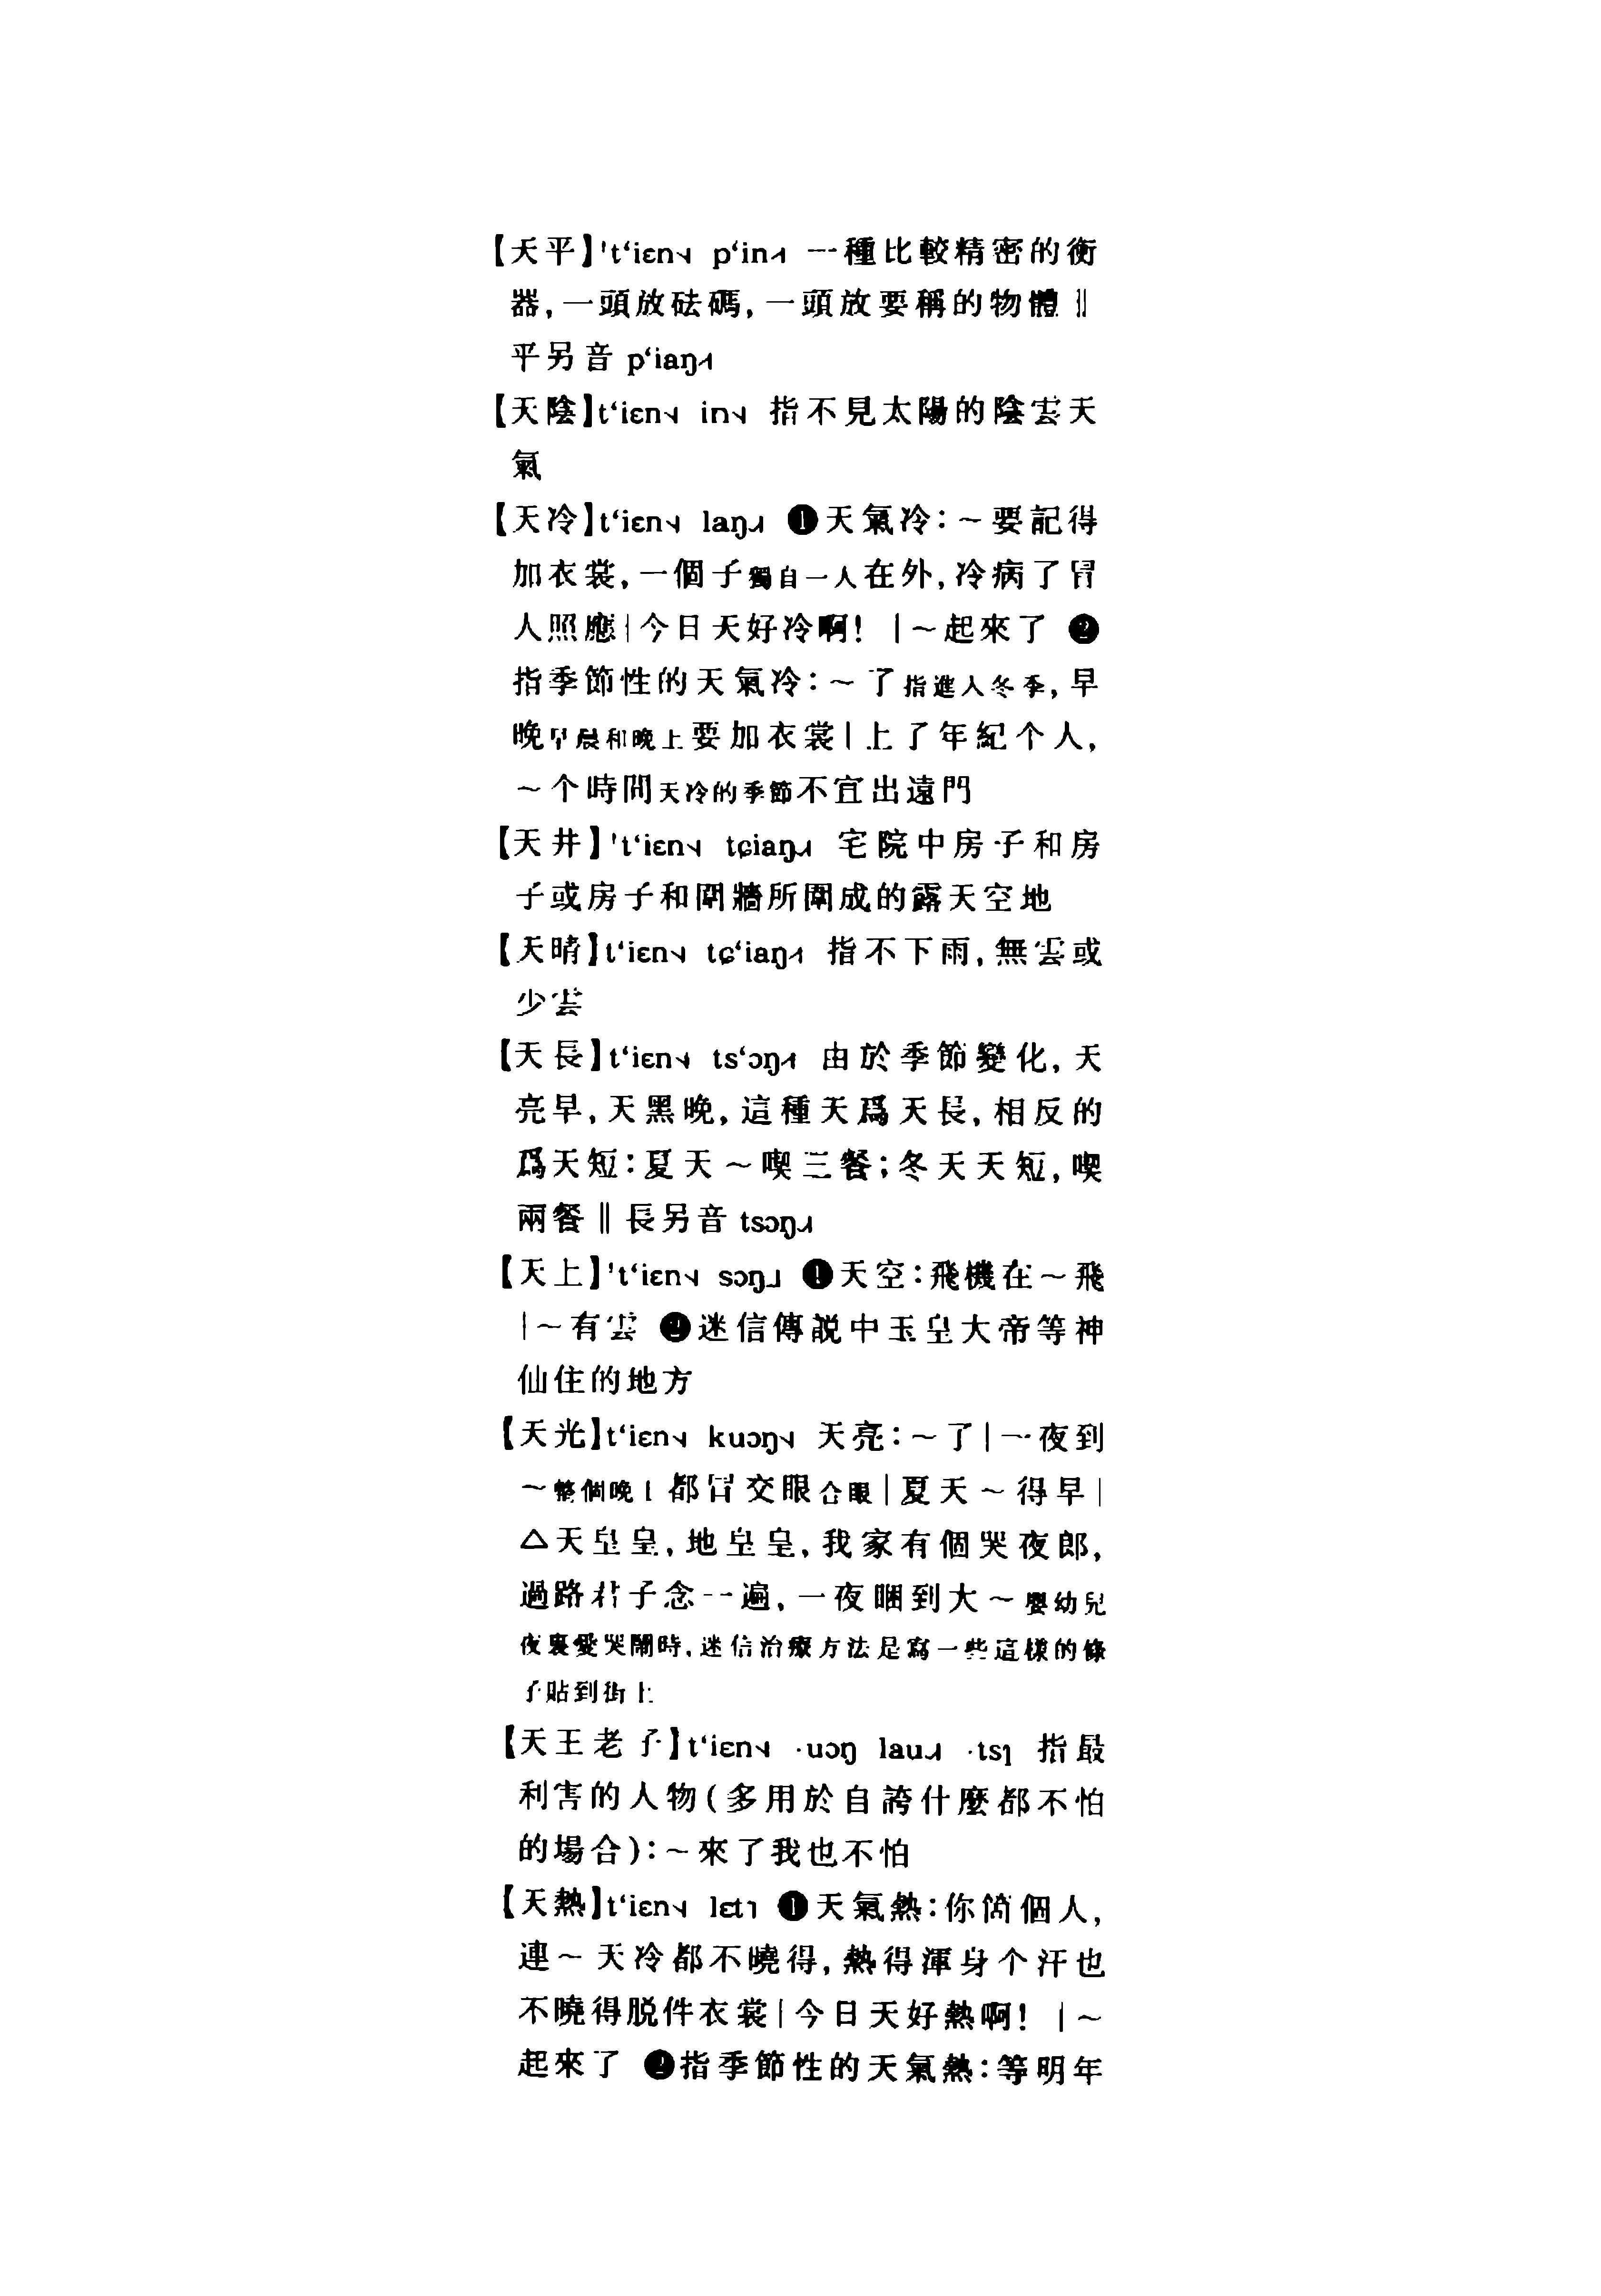 【天平】't‘iɛn˧˩ p‘in˩˧ 一種比較精密的衡
器,一頭放砝碼,一頭放要稱的物體‖
平另音 p‘iaŋ˩˧
【天陰】t‘iɛn˧˩ in˧˩ 指不見太陽的陰雲天
氣
【天冷】t‘iɛn˧˩ laŋ ❶天氣冷:~要記得
加衣裳,一個子獨自一人在外,冷病了冇
人照應|今日天好冷啊! |~起來了 ❷
指季節性的天氣冷:~了指進入冬季,早
晚早晨和晚上要加衣裳|上了年紀个人,
~个時間天冷的季節不宜出遠門
【天井】't‘iɛn˧˩ tɕiaŋ 宅院中房子和房
子或房子和圍牆所圍成的露天空地
【天晴】t‘iɛn˧˩ tɕ‘iaŋ˩˧ 指不下雨,無雲或
少雲
【天長】t‘iɛn˧˩ ts‘ɔŋ˩˧ 由於季節變化,天
亮早,天黑晚,這種天爲天長,相反的
爲天短:夏天~喫三餐;冬天天短,喫
兩餐‖長另音 tsɔŋ
【天上】't‘iɛn˧˩ sɔŋ ❶天空:飛機在~飛
|~有雲 ❷迷信傳説中玉皇大帝等神
仙住的地方
【天光】t‘iɛn˧˩ kuɔŋ˧˩ 天亮:~了|一夜到
~整個晚上都冇交眼合眼|夏天~得早|
△天皇皇,地皇皇,我家有個哭夜郎,
過路君子念一遍,一夜睏到大~嬰幼兒
夜裏愛哭鬧時,迷信治療方法是寫一些這樣的條
子貼到街上
【天王老子】t‘iɛn˧˩ ·uɔŋ lau ·tsɿ 指最
利害的人物(多用於自誇什麼都不怕
的場合):~來了我也不怕
【天熱】t‘iɛn˧˩ lɛt ❶天氣熱:你箇個人,
連~天冷都不曉得,熱得渾身个汗也
不曉得脱件衣裳|今日天好熱啊! |~
起來了 ❷指季節性的天氣熱:等明年